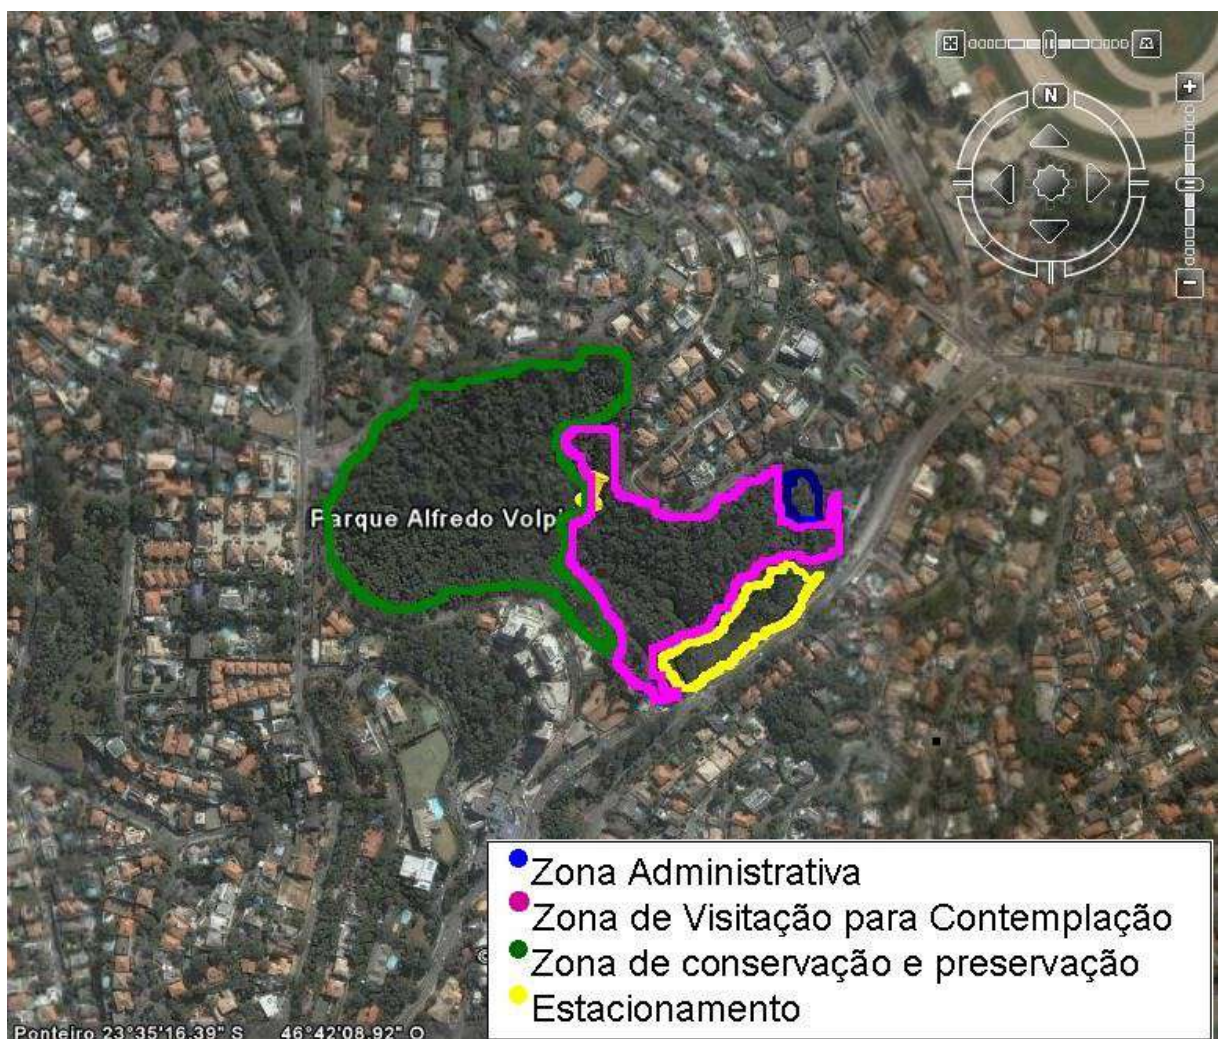 N
Parque Alfredo Volpi
Zona Administrativa
Zona de Visitação para Contemplação
Zona de conservação e preservação
Estacionamento
Ponteiro 23°35'16.39" S 46°42'08.92" O